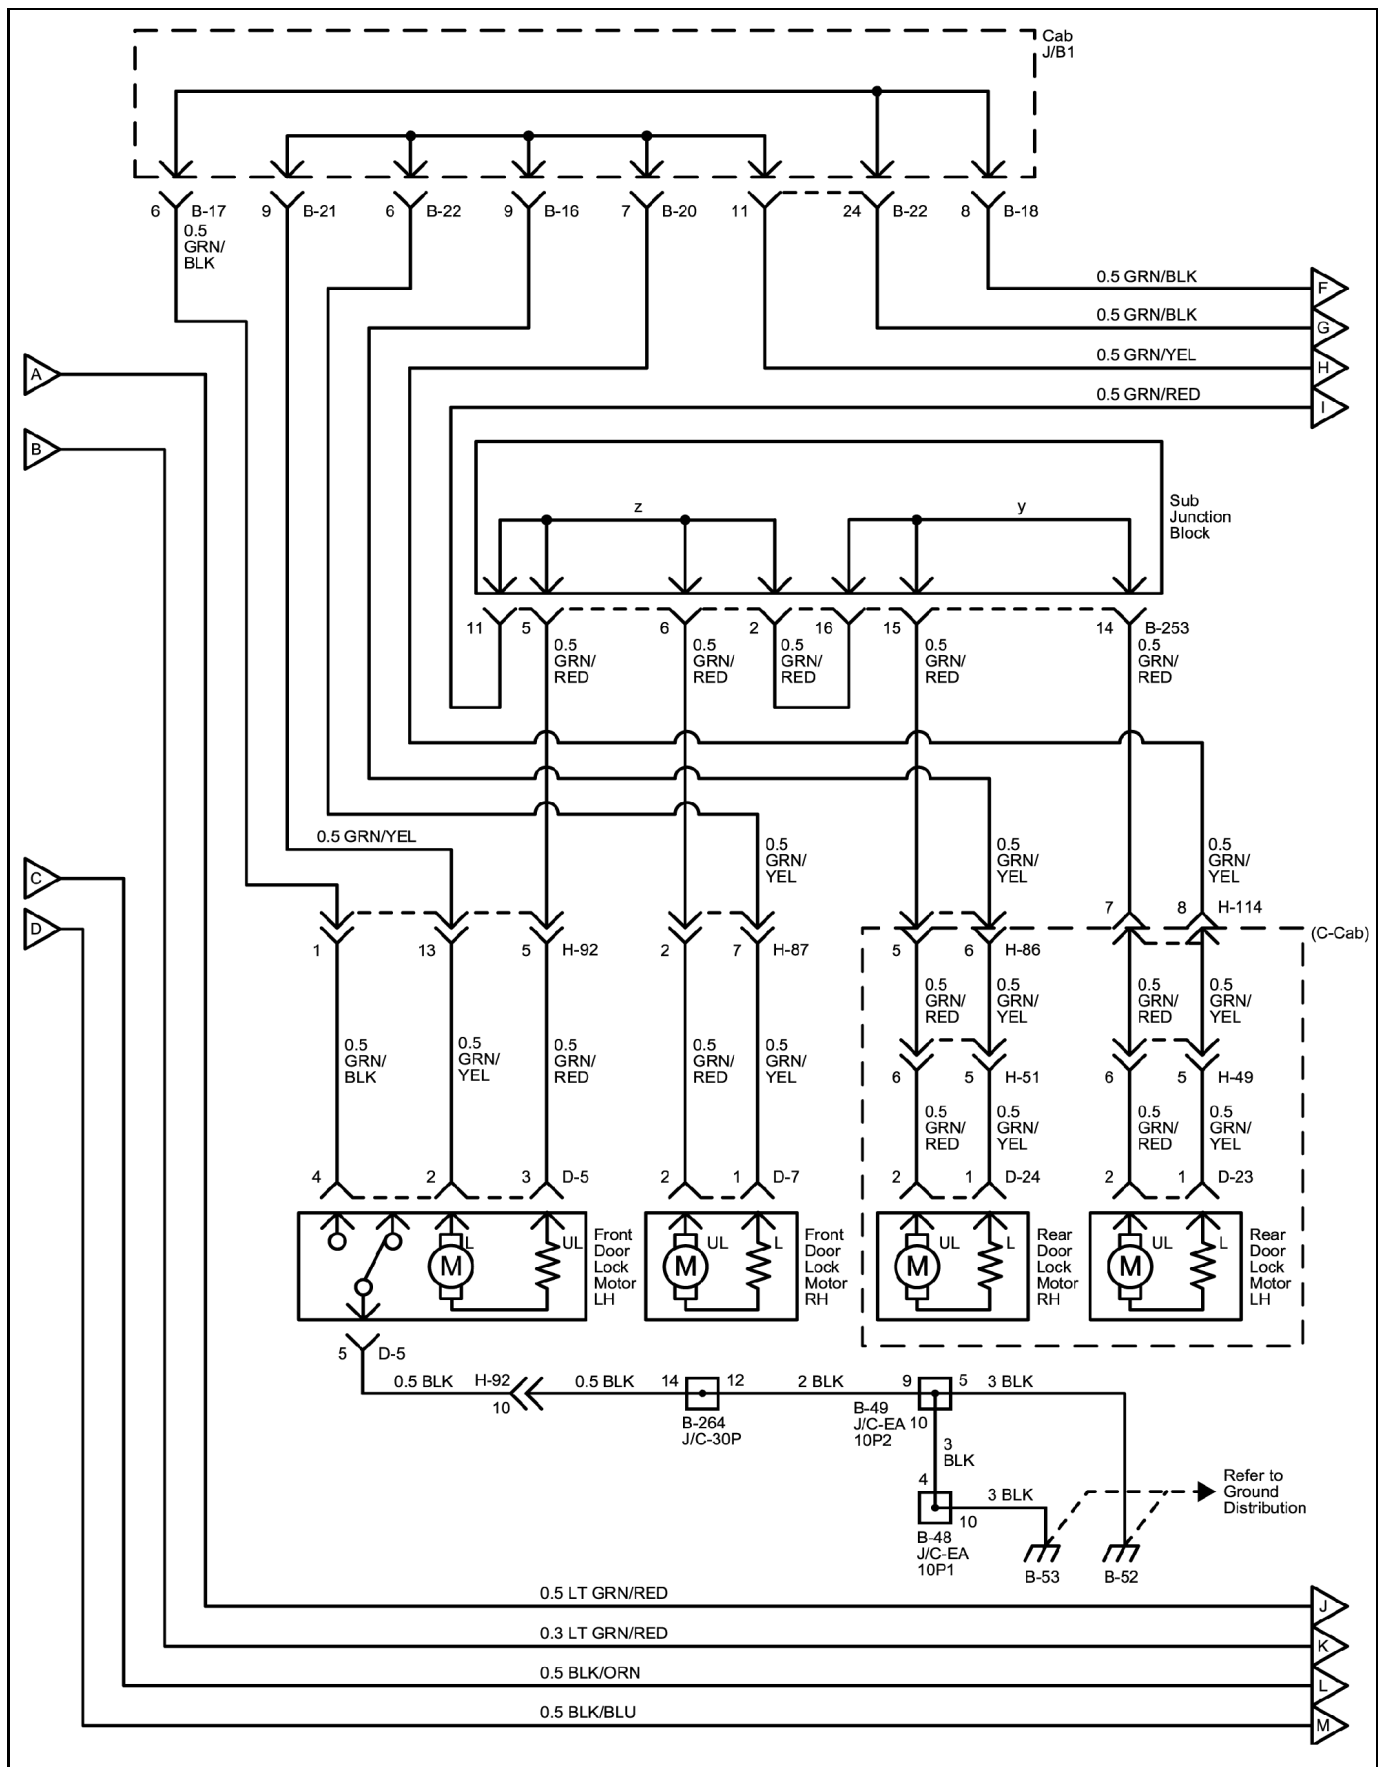 Cab
J/B1
6 B-17 9 B-21 6 B-22 9 B-16 7 B-20 11 24 B-22 8 B-18
0.5
GRN/
BLK
0.5 GRN/BLK F
0.5 GRN/BLK G
0.5 GRN/YEL H
A
0.5 GRN/RED I
B
z y
Sub
Junction
Block
11 5 6 2 16 15 14 B-253
0.5 0.5 0.5 0.5 0.5
GRN/ GRN/ GRN/ GRN/ GRN/
RED RED RED RED RED
0.5 GRN/YEL
0.5 0.5 0.5
GRN/ GRN/ GRN/
YEL YEL YEL
C
D
7 8 H-114
(C-Cab)
1 13 5 H-92 2 7 H-87 5 6 H-86
0.5 0.5 0.5 0.5
GRN/ GRN/ GRN/ GRN/
RED YEL RED YEL
0.5 0.5 0.5 0.5 0.5
GRN/ GRN/ GRN/ GRN/ GRN/
BLK YEL RED RED YEL
6 5 H-51 6 5 H-49
0.5 0.5 0.5 0.5
GRN/ GRN/ GRN/ GRN/
RED YEL RED YEL
4 2 3 D-5 2 1 D-7 2 1 D-24 2 1 D-23
L UL UL L UL L UL L
M M M M
Front
Door
Lock
Motor
LH
Front
Door
Lock
Motor
RH
Rear
Door
Lock
Motor
RH
Rear
Door
Lock
Motor
LH
5 D-5
0.5 BLK H-92 0.5 BLK 14 12 2 BLK 9 5 3 BLK
10
B-264
J/C-30P
B-49
J/C-EA 10
10P2
3
BLK
4
3 BLK
10
B-48
J/C-EA
10P1
Refer to
Ground
Distribution
B-53 B-52
0.5 LT GRN/RED J
0.3 LT GRN/RED K
0.5 BLK/ORN L
0.5 BLK/BLU M